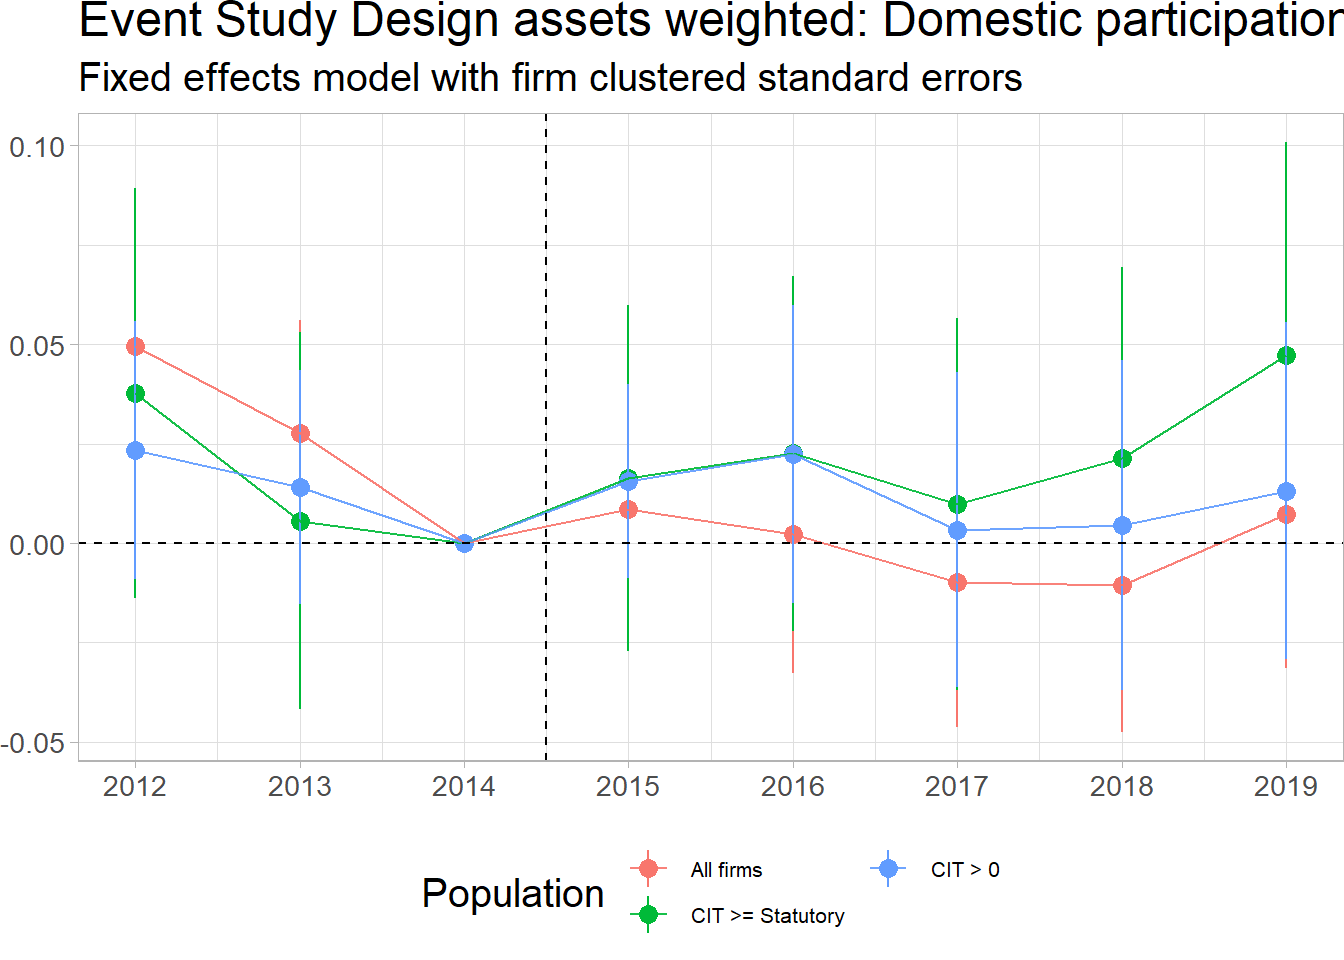 Event Study Design assets weighted: Domestic participation
Fixed effects model with firm clustered standard errors
0.10
0.05
0.00
-0.05
2012 2013 2014 2015 2016 2017 2018 2019
Population
All firms
CIT > 0
CIT >= Statutory